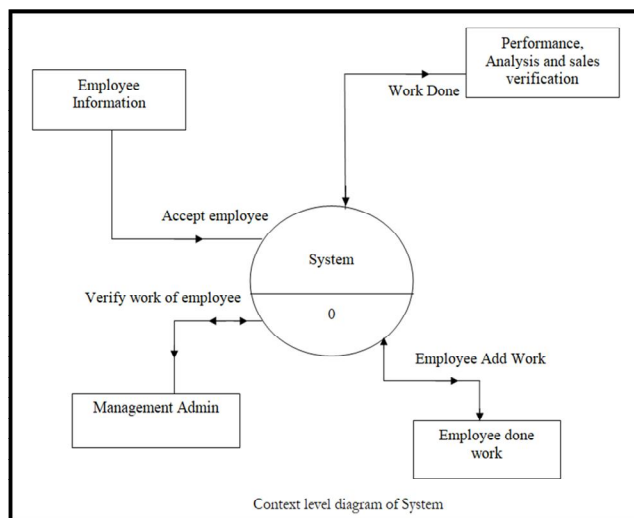 Performance,
Analysis and sales
verification
Employee
Information
Work Done
Accept employee
System
Verify work of employee
0
Employee Add Work
Management Admin
Employee done
work
Context level diagram of System